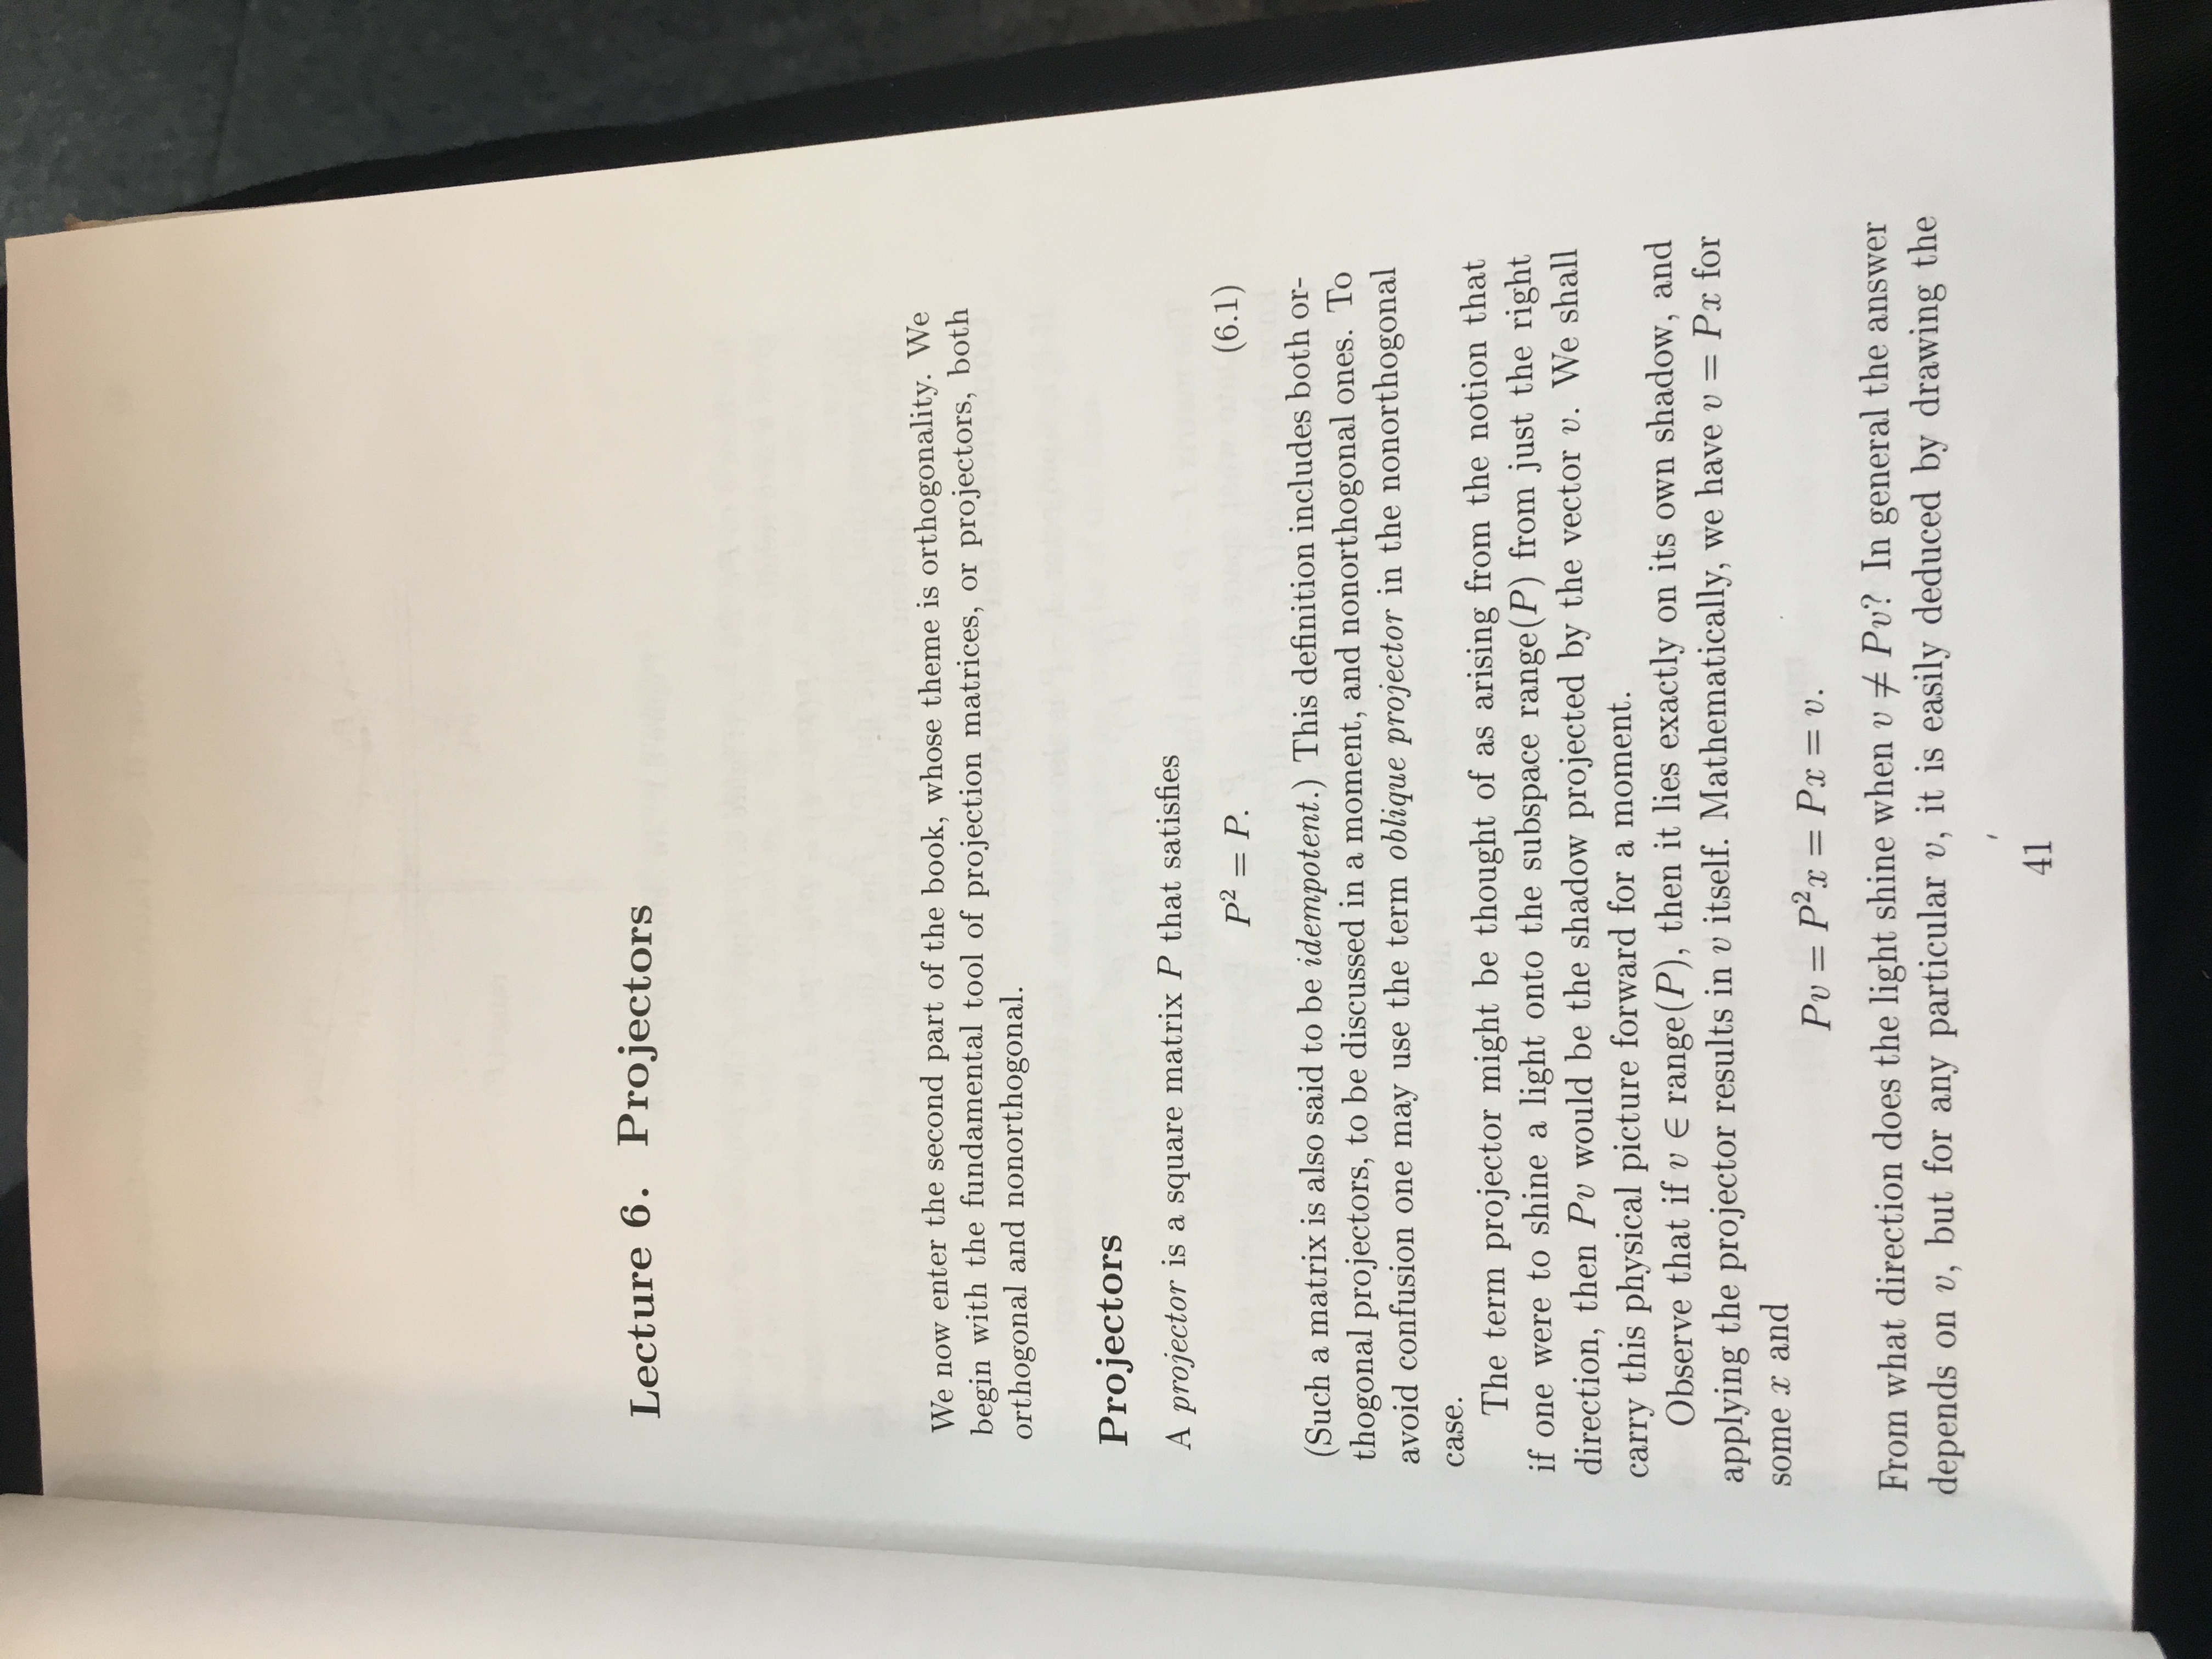 Lecture 6. Projectors
We now enter the second part of the book, whose theme is orthogonality. We
begin with the fundamental tool of projection matrices, or projectors, both
orthogonal and nonorthogonal.
Projectors
A projector is a square matrix P that satisfies
P² = P. (6.1)
(Such a matrix is also said to be idempotent.) This definition includes both or-
thogonal projectors, to be discussed in a moment, and nonorthogonal ones. To
avoid confusion one may use the term oblique projector in the nonorthogonal
case.
The term projector might be thought of as arising from the notion that
if one were to shine a light onto the subspace range(P) from just the right
direction, then Pv would be the shadow projected by the vector v. We shall
carry this physical picture forward for a moment.
Observe that if v ∈ range(P), then it lies exactly on its own shadow, and
applying the projector results in v itself. Mathematically, we have v = Px for
some x and
Pv = P²x = Px = v.
From what direction does the light shine when v ≠ Pv? In general the answer
depends on v, but for any particular v, it is easily deduced by drawing the
41